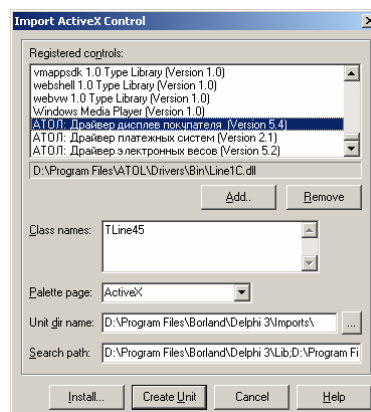 Import ActiveX Control
Registered controls:
vmappsdk 1.0 Type Library (Version 1.0)
webshell 1.0 Type Library (Version 1.0)
webvw 1.0 Type Library (Version 1.0)
Windows Media Player (Version 1.0)
АТОЛ: Драйвер дисплея покупателя (Version 5.4)
АТОЛ: Драйвер платежных систем (Version 2.1)
АТОЛ: Драйвер электронных весов (Version 5.2)
D:\Program Files\ATOL\Drivers\Bin\Line1C.dll
Add..
Remove
Class names:
TLine45
Palette page:
ActiveX
Unit dir name:
D:\Program Files\Borland\Delphi 3\Imports\
...
Search path:
D:\Program Files\Borland\Delphi 3\Lib;D:\Program Fi
Install...
Create Unit
Cancel
Help